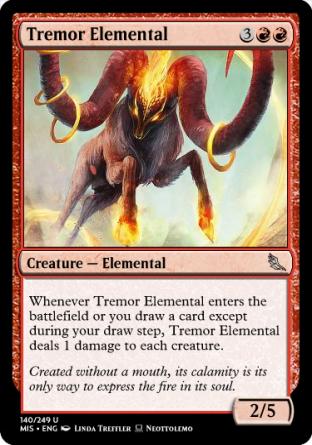 Tremor Elemental 3
Creature — Elemental
Whenever Tremor Elemental enters the
battlefield or you draw a card except
during your draw step, Tremor Elemental
deals 1 damage to each creature.
Created without a mouth, its calamity is its
only way to express the fire in its soul.
2/5
140/249 U
MIS • ENG Linda Treitler Neottolemo